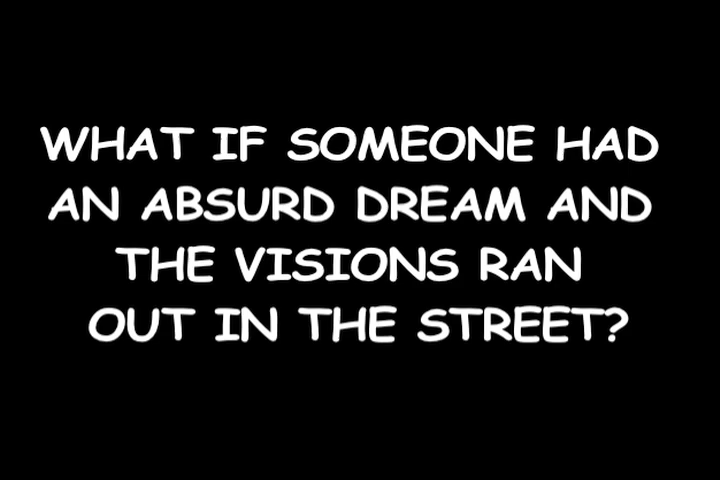 WHAT IF SOMEONE HAD
AN ABSURD DREAM AND
THE VISIONS RAN
OUT IN THE STREET?